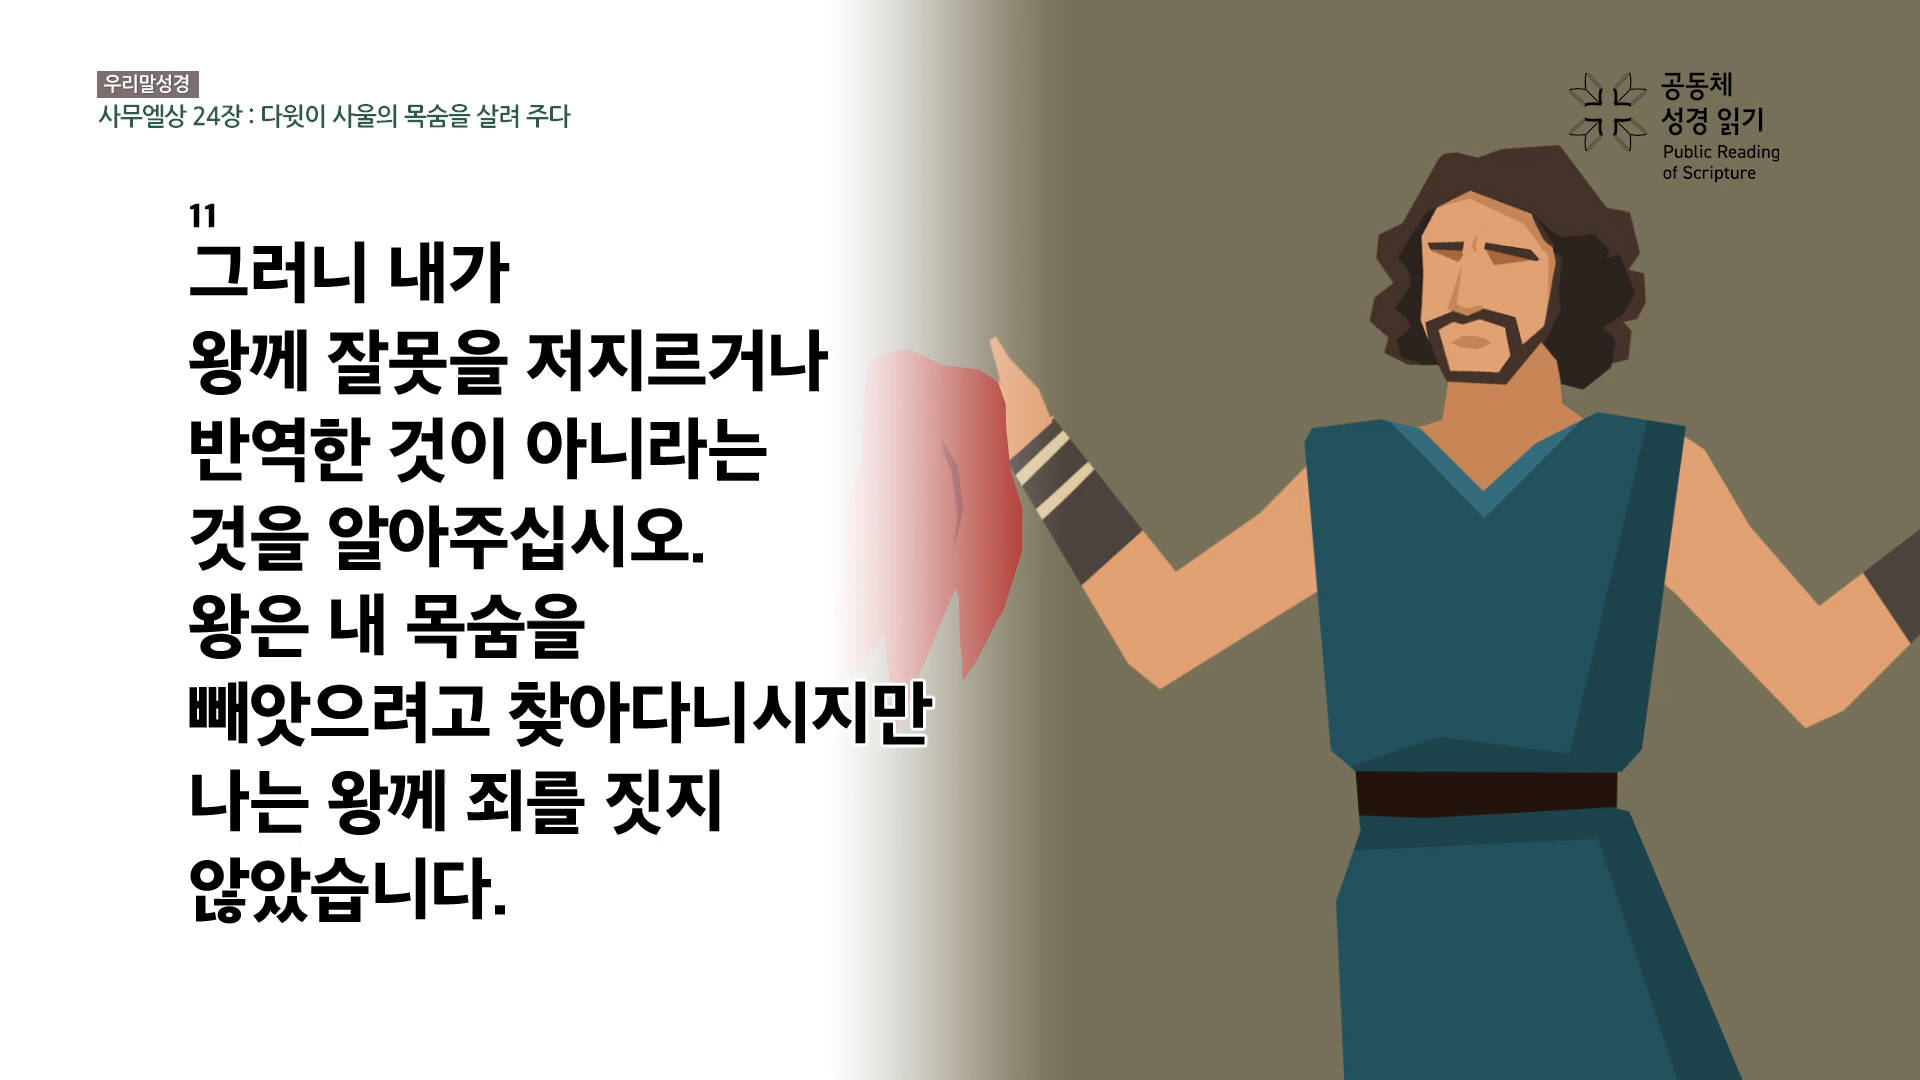 우리말성경
사무엘상 24장 : 다윗이 사울의 목숨을 살려 주다
공동체
성경 읽기
Public Reading
of Scripture
11
그러니 내가
왕께 잘못을 저지르거나
반역한 것이 아니라는
것을 알아주십시오.
왕은 내 목숨을
빼앗으려고 찾아다니시지만
나는 왕께 죄를 짓지
않았습니다.